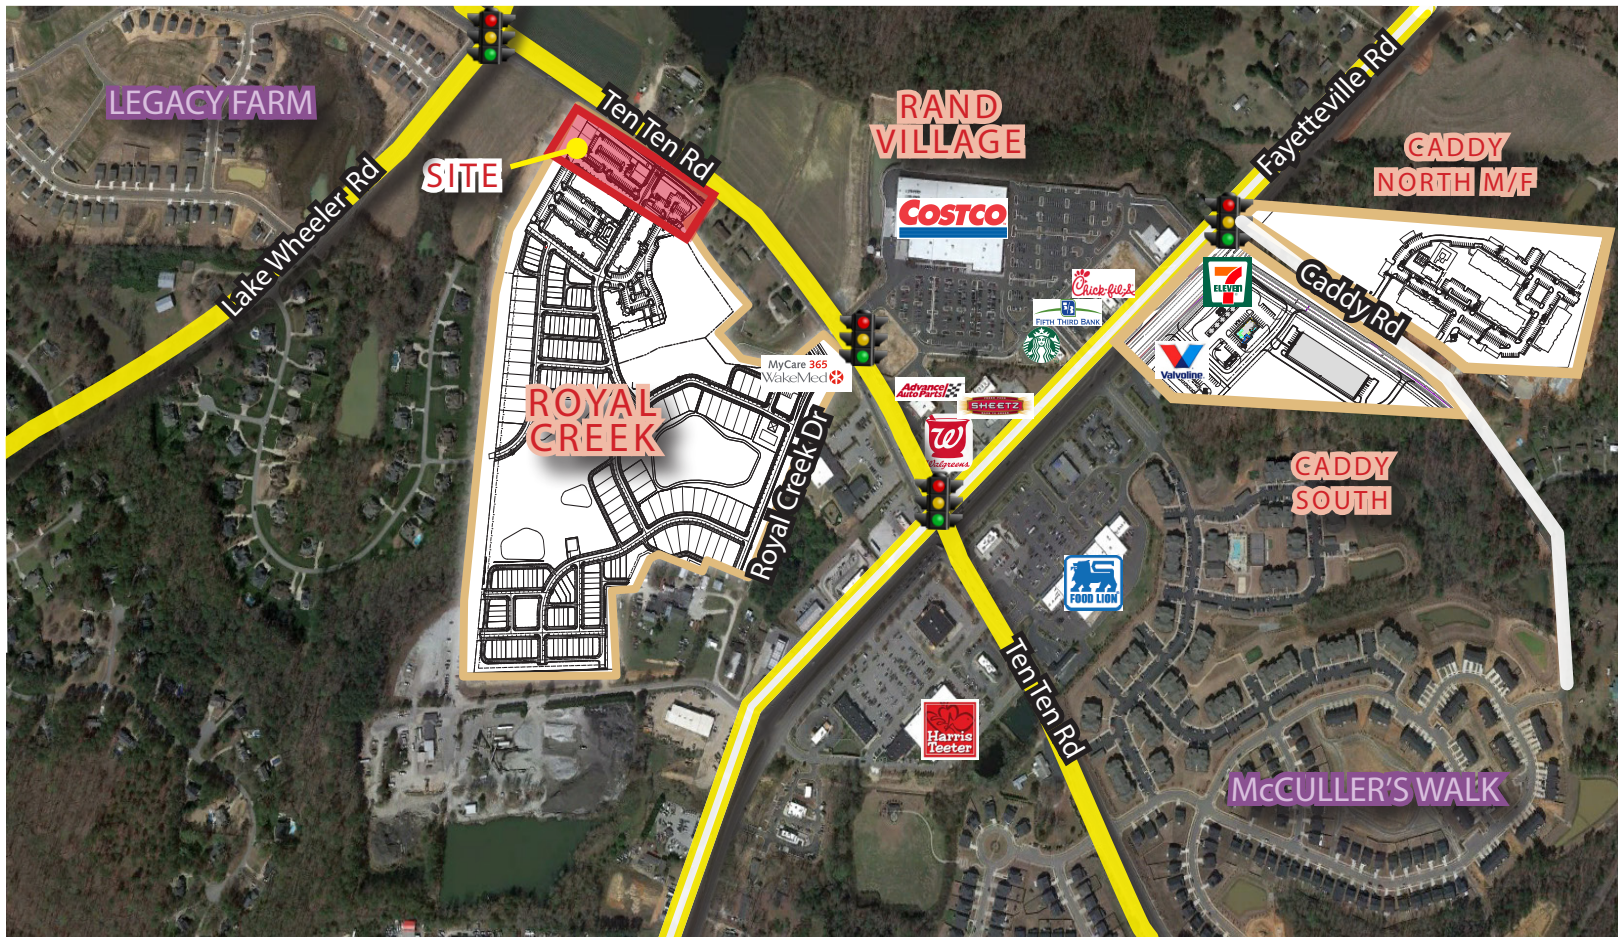 LEGACY FARM
Ten Ten Rd
RAND
VILLAGE
Fayetteville Rd
CADDY
NORTH M/F
SITE
Lake Wheeler Rd
COSTCO
WHOLESALE
7
ELEVEN
Caddy Rd
Chick-fil-A
FIFTH THIRD BANK
MyCare 365
WakeMed
Valvoline
Advance
Auto Parts
SHEETZ
ROYAL
CREEK
Royal Creek Dr
W
Walgreens
CADDY
SOUTH
FOOD LION
Ten Ten Rd
Harris
Teeter
McCULLER'S WALK